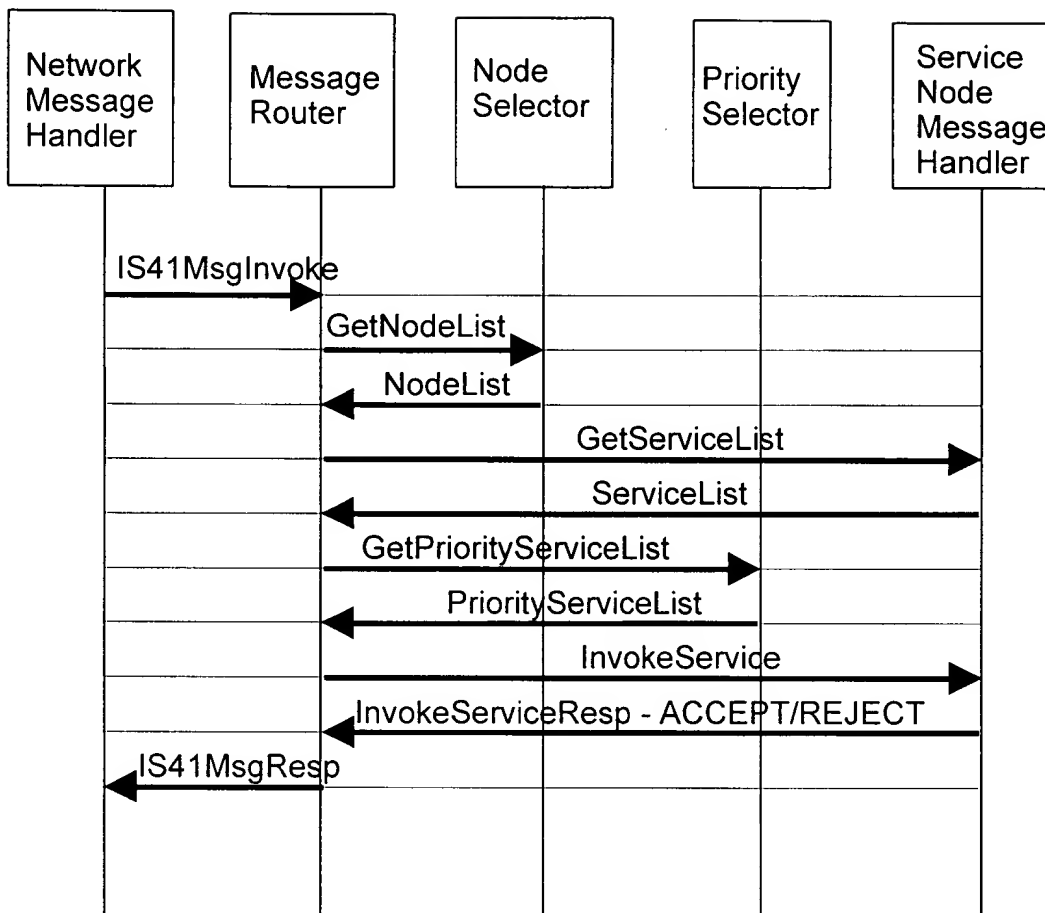 Network
Message
Handler
Message
Router
Node
Selector
Priority
Selector
Service
Node
Message
Handler
IS41MsgInvoke
GetNodeList
NodeList
GetServiceList
ServiceList
GetPriorityServiceList
PriorityServiceList
InvokeService
InvokeServiceResp - ACCEPT/REJECT
IS41MsgResp